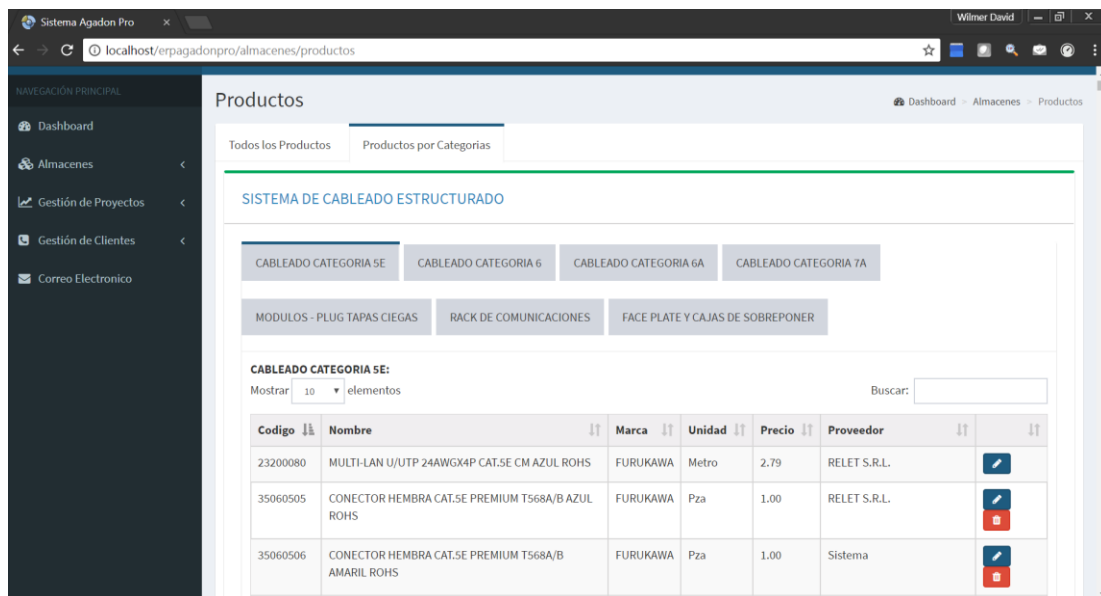 Sistema Agadon Pro
Wilmer David
localhost/erpagadonpro/almacenes/productos
NAVEGACIÓN PRINCIPAL
Dashboard
Almacenes
Gestión de Proyectos
Gestión de Clientes
Correo Electronico
Productos
Dashboard > Almacenes > Productos
Todos los Productos Productos por Categorias
SISTEMA DE CABLEADO ESTRUCTURADO
CABLEADO CATEGORIA 5E CABLEADO CATEGORIA 6 CABLEADO CATEGORIA 6A CABLEADO CATEGORIA 7A
MODULOS - PLUG TAPAS CIEGAS RACK DE COMUNICACIONES FACE PLATE Y CAJAS DE SOBREPONER
CABLEADO CATEGORIA 5E:
Mostrar 10 elementos Buscar:
Codigo Nombre Marca Unidad Precio Proveedor
23200080 MULTI-LAN U/UTP 24AWGX4P CAT.5E CM AZUL ROHS FURUKAWA Metro 2.79 RELET S.R.L.
35060505 CONECTOR HEMBRA CAT.5E PREMIUM T568A/B AZUL FURUKAWA Pza 1.00 RELET S.R.L.
ROHS
35060506 CONECTOR HEMBRA CAT.5E PREMIUM T568A/B FURUKAWA Pza 1.00 Sistema
AMARIL ROHS